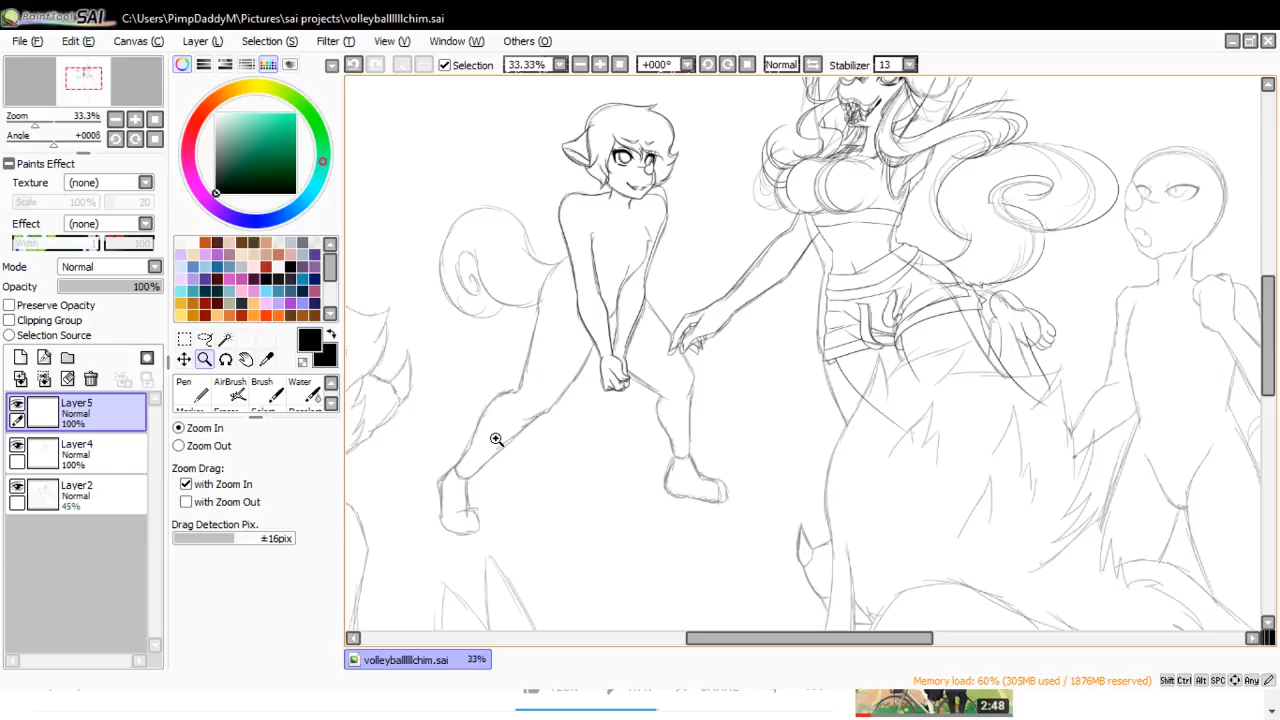 PaintTool SAI C:\Users\PimpDaddyM\Pictures\sai projects\volleyballlllllchim.sai
File (F) Edit (E) Canvas (C) Layer (L) Selection (S) Filter (T) View (V) Window (W) Others (O)
Selection 33.33% +000° Normal Stabilizer 13
Zoom 33.3%
Angle +000θ
Paints Effect
Texture (none)
Scale 100% 20
Effect (none)
Width 1 100
Mode Normal
Opacity 100%
Preserve Opacity
Clipping Group
Selection Source
Pen AirBrush Brush Water
Layer5
Normal
100%
Layer4
Normal
100%
Layer2
Normal
45%
Zoom In
Zoom Out
Zoom Drag:
with Zoom In
with Zoom Out
Drag Detection Pix.
±16pix
volleyballlllllchim.sai 33%
Memory load: 60% (305MB used / 1876MB reserved) Shft Ctrl Alt SPC Any
2:48